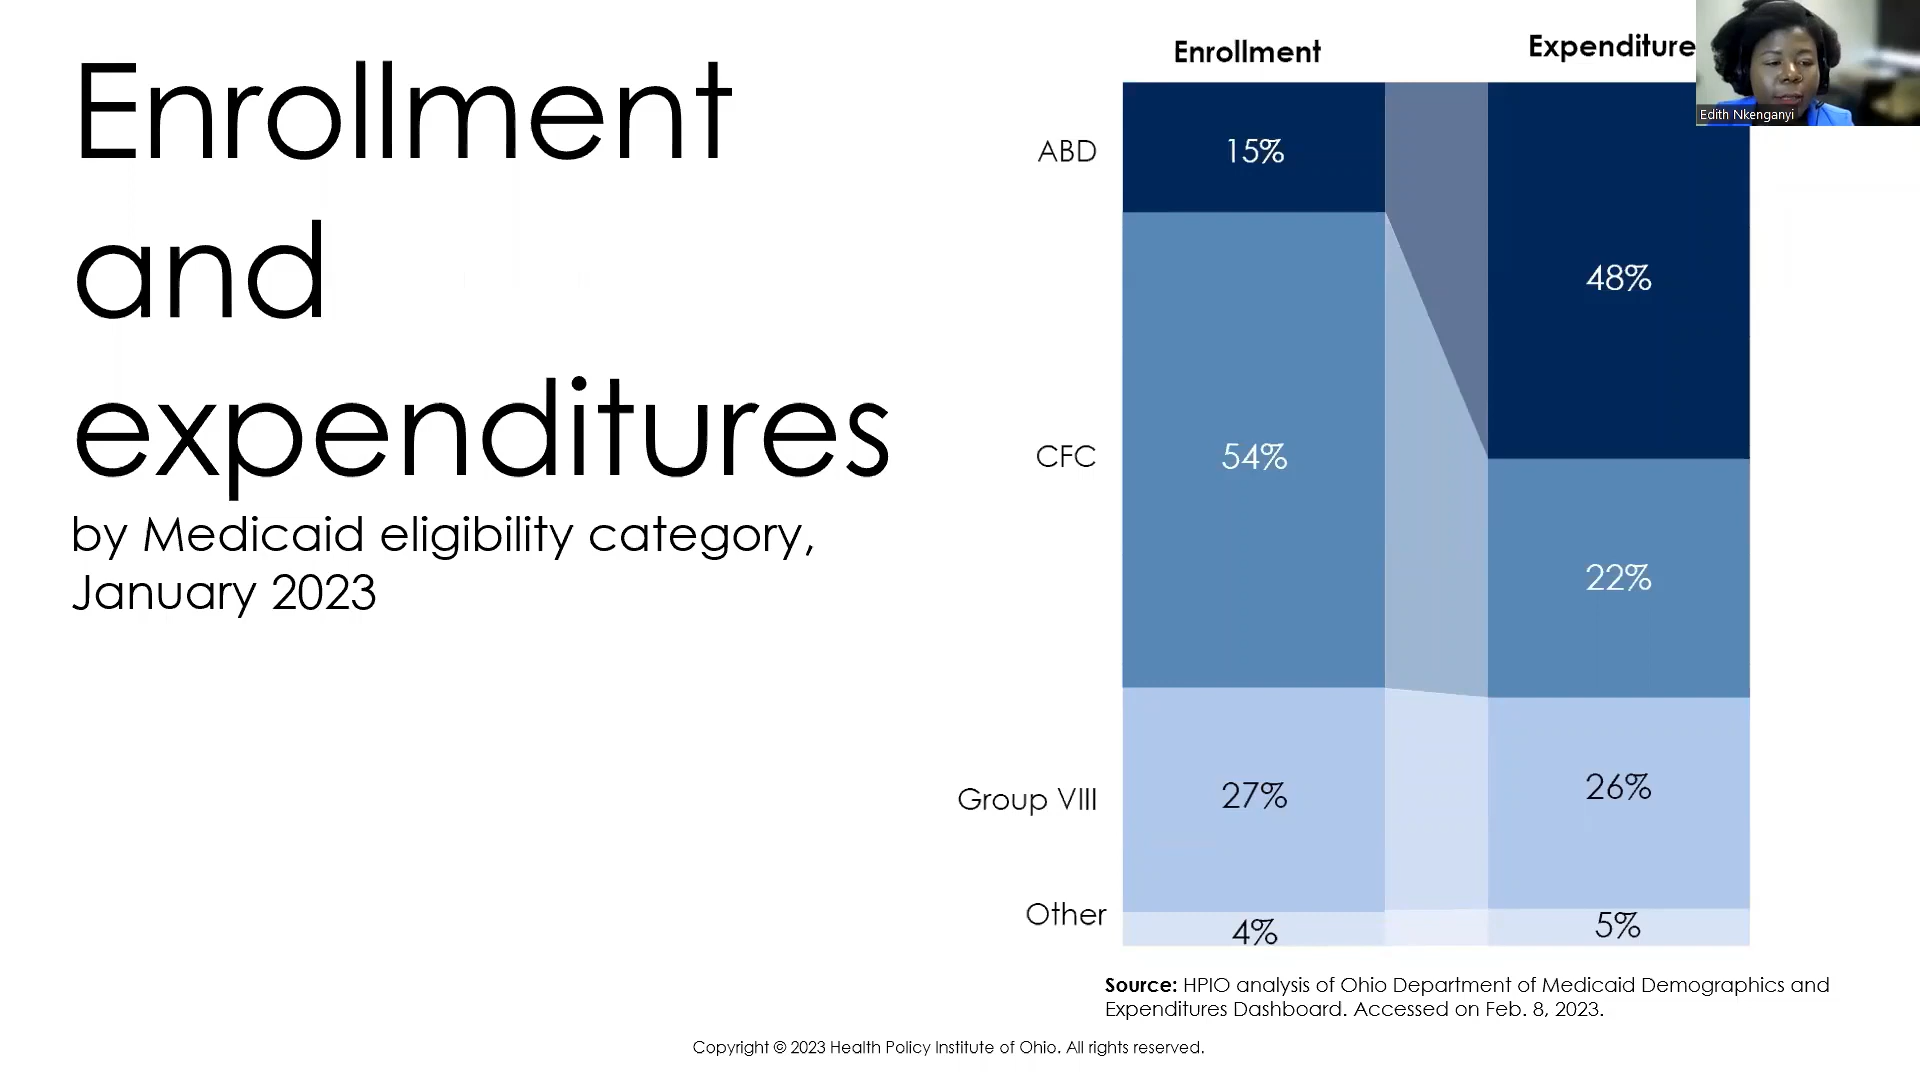 Enrollment
and
expenditures
by Medicaid eligibility category,
January 2023
Enrollment
Expenditure
Edith Nkenganyi
ABD
15%
48%
CFC
54%
22%
Group VIII
27%
26%
Other
4%
5%
Source: HPIO analysis of Ohio Department of Medicaid Demographics and
Expenditures Dashboard. Accessed on Feb. 8, 2023.
Copyright © 2023 Health Policy Institute of Ohio. All rights reserved.